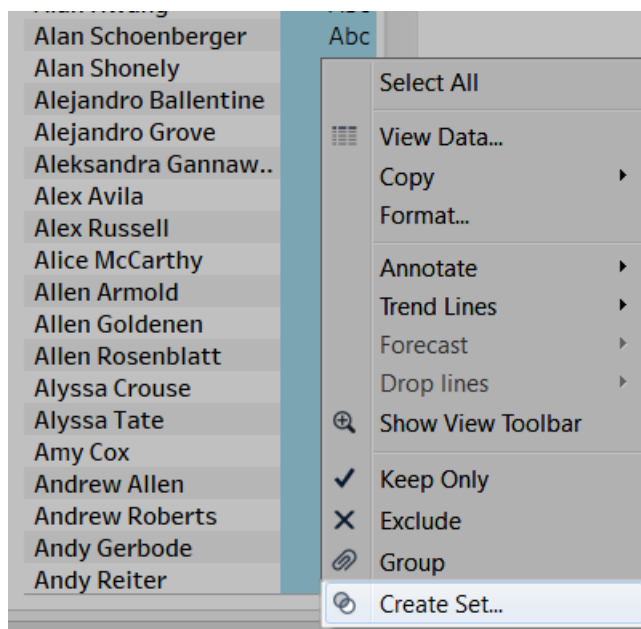 Alan Schoenberger Abc
Alan Shonely
Alejandro Ballentine
Alejandro Grove
Aleksandra Gannaw..
Alex Avila
Alex Russell
Alice McCarthy
Allen Armold
Allen Goldenen
Allen Rosenblatt
Alyssa Crouse
Alyssa Tate
Amy Cox
Andrew Allen
Andrew Roberts
Andy Gerbode
Andy Reiter
Select All
View Data...
Copy
Format...
Annotate
Trend Lines
Forecast
Drop lines
Show View Toolbar
Keep Only
Exclude
Group
Create Set...